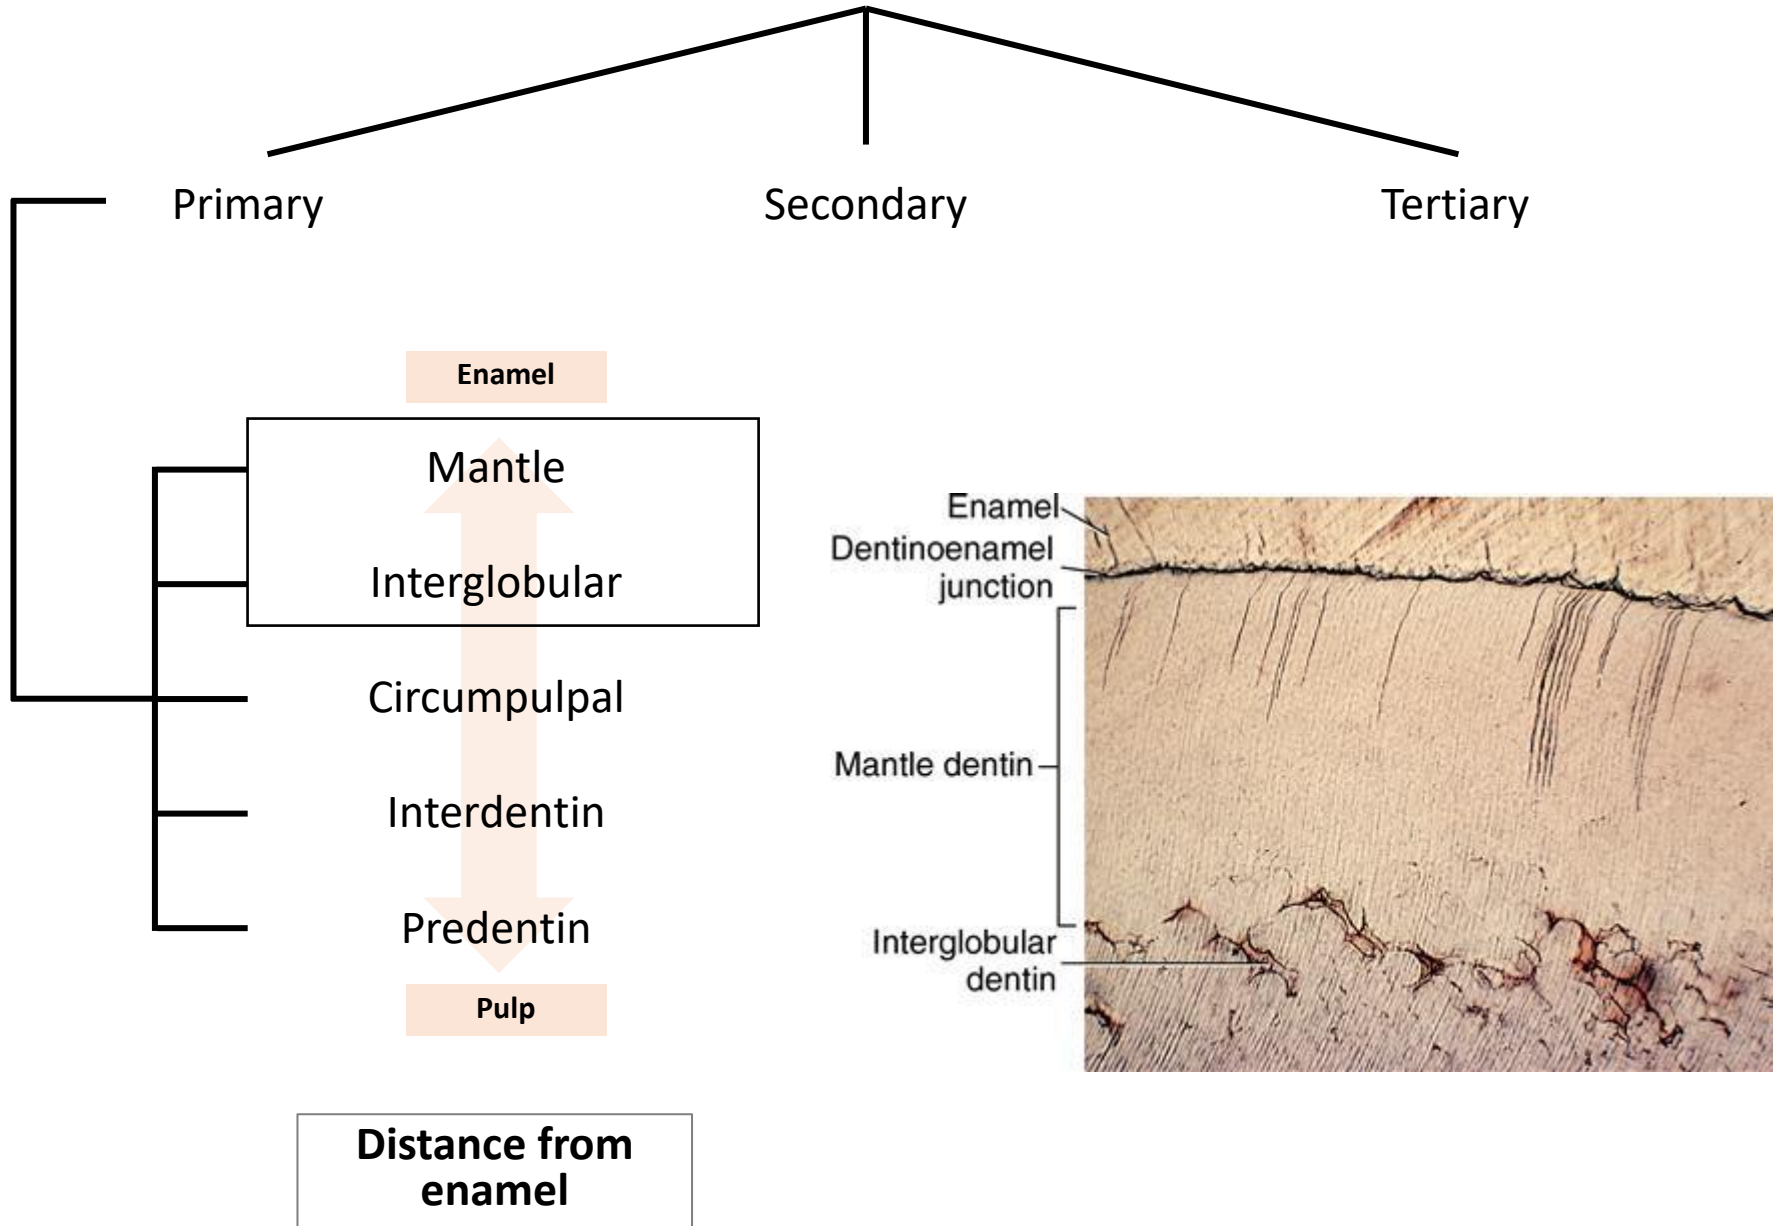 Primary
Secondary
Tertiary
Enamel
Mantle
Interglobular
Circumpulpal
Interdentin
Predentin
Pulp
Distance from
enamel
Enamel
Dentinoenamel
junction
Mantle dentin
Interglobular
dentin